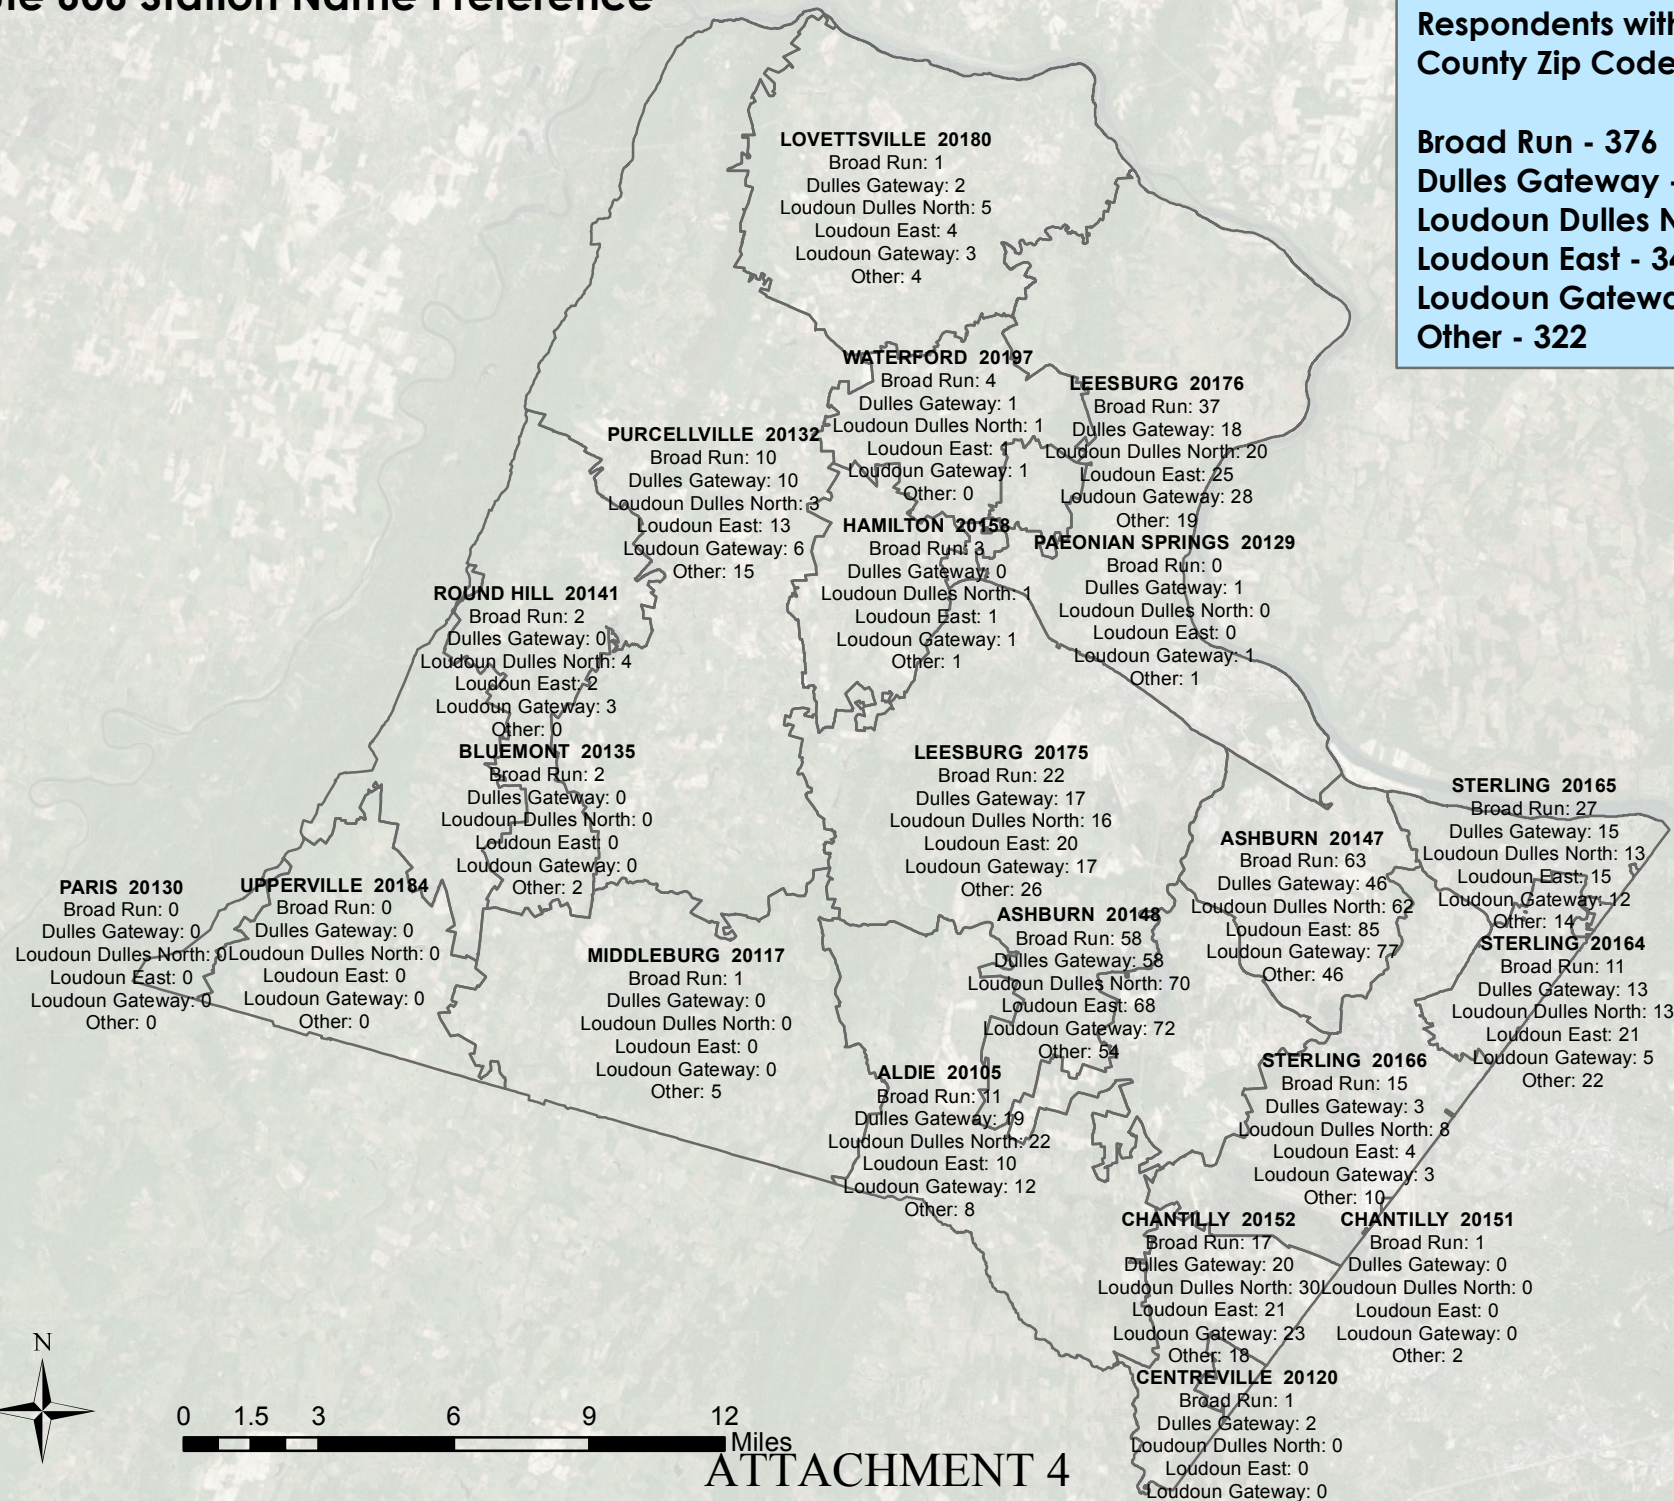 606 Station Name Preference
Respondents with
County Zip Code
Broad Run - 376
Dulles Gateway -
Loudoun Dulles
Loudoun East -
Loudoun
Other - 322
LOVETTSVILLE 20180
Broad Run: 1
Dulles Gateway: 2
Loudoun Dulles North: 5
Loudoun East: 4
Loudoun Gateway: 3
Other: 4
WATERFORD 20197
Broad Run: 4
Dulles Gateway: 1
Loudoun Dulles North: 1
Loudoun East: 1
Loudoun Gateway: 1
Other: 0
LEESBURG 20176
Broad Run: 37
Dulles Gateway: 18
Loudoun Dulles North: 20
Loudoun East: 25
Loudoun Gateway: 28
Other: 19
PURCELLVILLE 20132
Broad Run: 10
Dulles Gateway: 10
Loudoun Dulles North: 3
Loudoun East: 13
Loudoun Gateway: 6
Other: 15
HAMILTON 20158
Broad Run: 3
Dulles Gateway: 0
Loudoun Dulles North: 1
Loudoun East: 1
Loudoun Gateway: 1
Other: 1
PAEONIAN SPRINGS 20129
Broad Run: 0
Dulles Gateway: 1
Loudoun Dulles North: 0
Loudoun East: 0
Loudoun Gateway: 1
Other: 1
ROUND HILL 20141
Broad Run: 2
Dulles Gateway: 0
Loudoun Dulles North: 4
Loudoun East: 2
Loudoun Gateway: 3
Other: 0
BLUEMONT 20135
Broad Run: 2
Dulles Gateway: 0
Loudoun Dulles North: 0
Loudoun East: 0
Loudoun Gateway: 0
Other: 2
LEESBURG 20175
Broad Run: 22
Dulles Gateway: 17
Loudoun Dulles North: 16
Loudoun East: 20
Loudoun Gateway: 17
Other: 26
STERLING 20165
Broad Run: 27
Dulles Gateway: 15
Loudoun Dulles North: 13
Loudoun East: 15
Loudoun Gateway: 12
Other: 14
ASHBURN 20147
Broad Run: 63
Dulles Gateway: 46
Loudoun Dulles North: 62
Loudoun East: 85
Loudoun Gateway: 77
Other: 46
PARIS 20130
Broad Run: 0
Dulles Gateway: 0
Loudoun Dulles North: 0
Loudoun East: 0
Loudoun Gateway: 0
Other: 0
UPPERVILLE 20184
Broad Run: 0
Dulles Gateway: 0
Loudoun Dulles North: 0
Loudoun East: 0
Loudoun Gateway: 0
Other: 0
ASHBURN 20148
Broad Run: 58
Dulles Gateway: 58
Loudoun Dulles North: 70
Loudoun East: 68
Loudoun Gateway: 72
Other: 54
STERLING 20164
Broad Run: 11
Dulles Gateway: 13
Loudoun Dulles North: 13
Loudoun East: 21
Loudoun Gateway: 5
Other: 22
MIDDLEBURG 20117
Broad Run: 1
Dulles Gateway: 0
Loudoun Dulles North: 0
Loudoun East: 0
Loudoun Gateway: 0
Other: 5
ALDIE 20105
Broad Run: 11
Dulles Gateway: 19
Loudoun Dulles North: 22
Loudoun East: 10
Loudoun Gateway: 12
Other: 8
STERLING 20166
Broad Run: 15
Dulles Gateway: 3
Loudoun Dulles North: 8
Loudoun East: 4
Loudoun Gateway: 3
Other: 10
CHANTILLY 20152
Broad Run: 17
Dulles Gateway: 20
Loudoun Dulles North: 30
Loudoun East: 21
Loudoun Gateway: 23
Other: 18
CHANTILLY 20151
Broad Run: 1
Dulles Gateway: 0
Loudoun Dulles North: 0
Loudoun East: 0
Loudoun Gateway: 0
Other: 2
CENTREVILLE 20120
Broad Run: 1
Dulles Gateway: 2
Loudoun Dulles North: 0
Loudoun East: 0
Loudoun Gateway: 0
N
0 1.5 3 6 9 12
Miles
ATTACHMENT 4